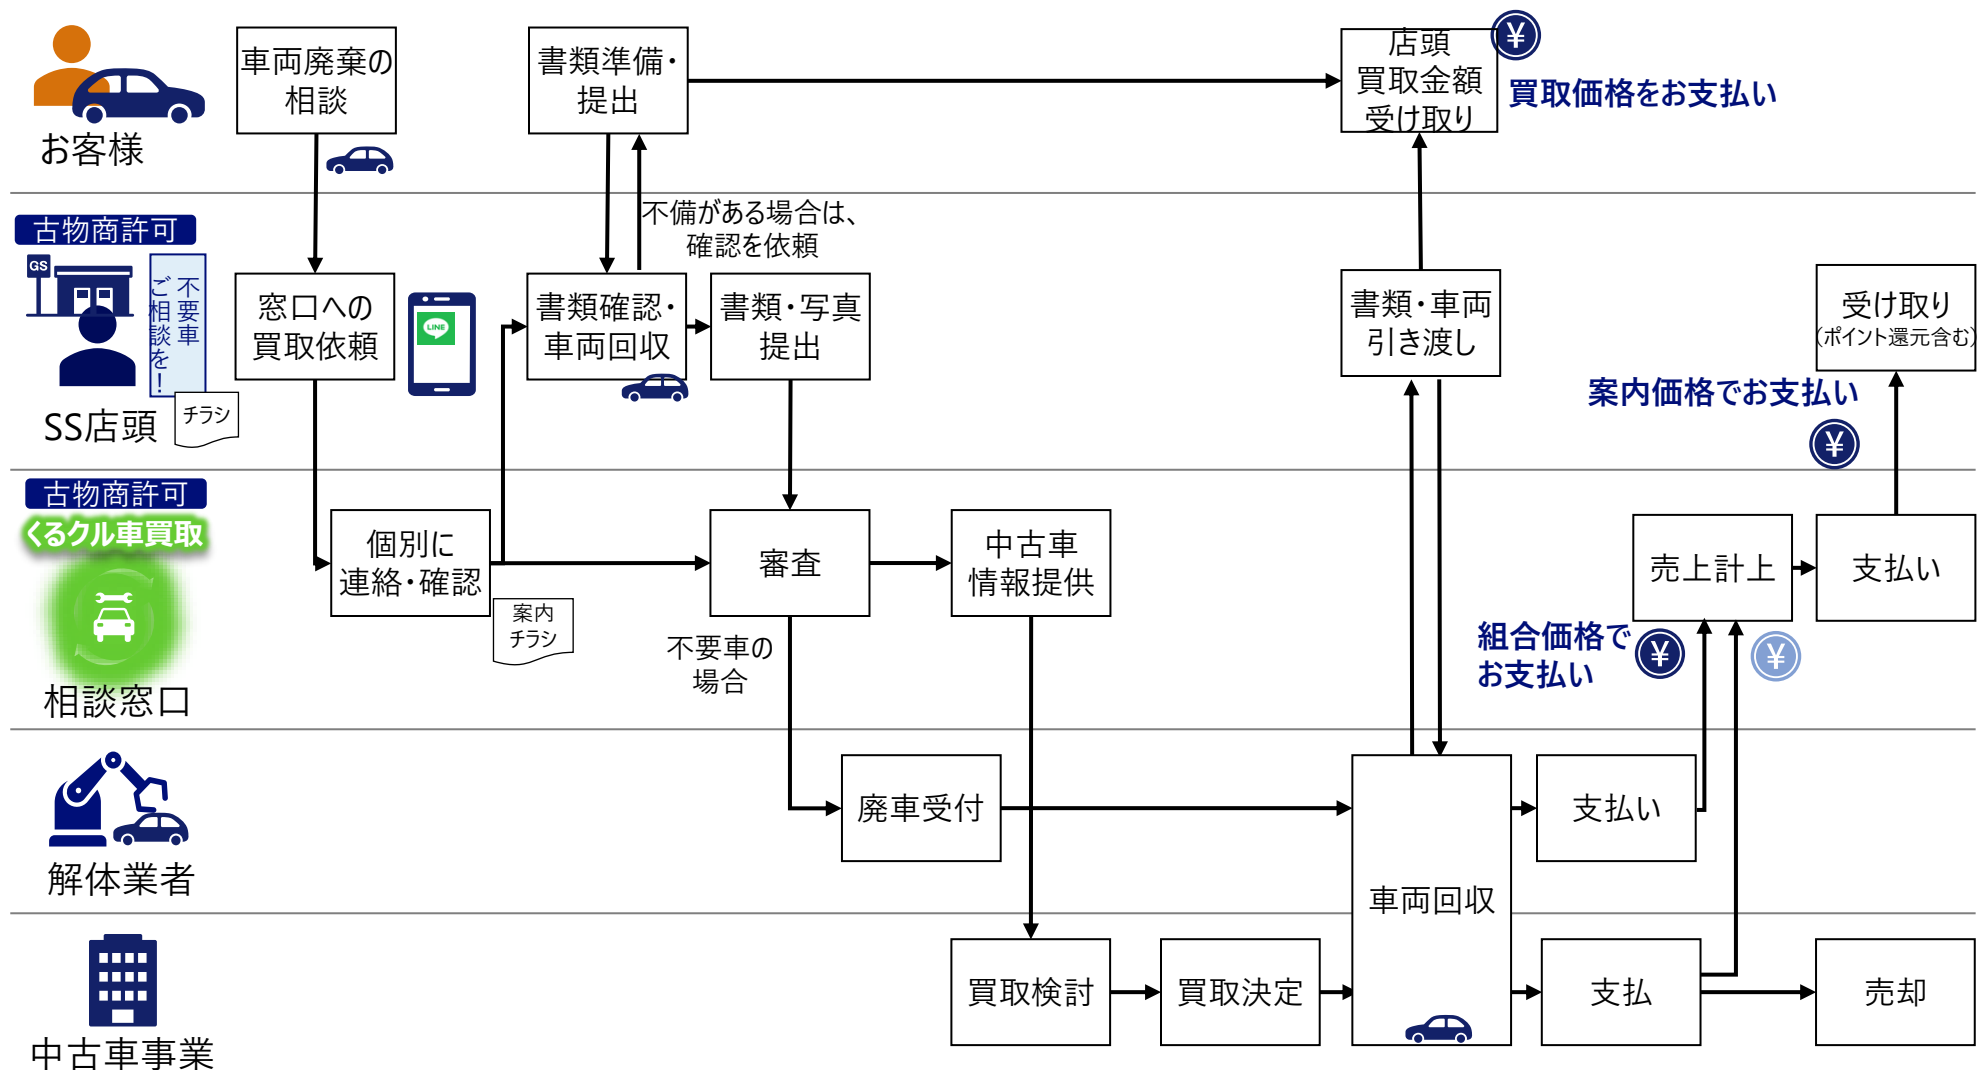 車両廃棄の
相談
書類準備・
提出
店頭
買取金額
受け取り
¥
買取価格をお支払い
お客様
古物商許可
GS
不要車
ご相談を!
チラシ
SS店頭
窓口への
買取依頼
LINE
書類確認・
車両回収
不備がある場合は、
確認を依頼
書類・写真
提出
書類・車両
引き渡し
受け取り
(ポイント還元含む)
案内価格でお支払い
¥
古物商許可
くるクル車買取
相談窓口
個別に
連絡・確認
案内
チラシ
審査
不要車の
場合
中古車
情報提供
組合価格で
お支払い
¥
¥
売上計上
支払い
解体業者
廃車受付
車両回収
支払い
中古車事業
買取検討
買取決定
支払
売却